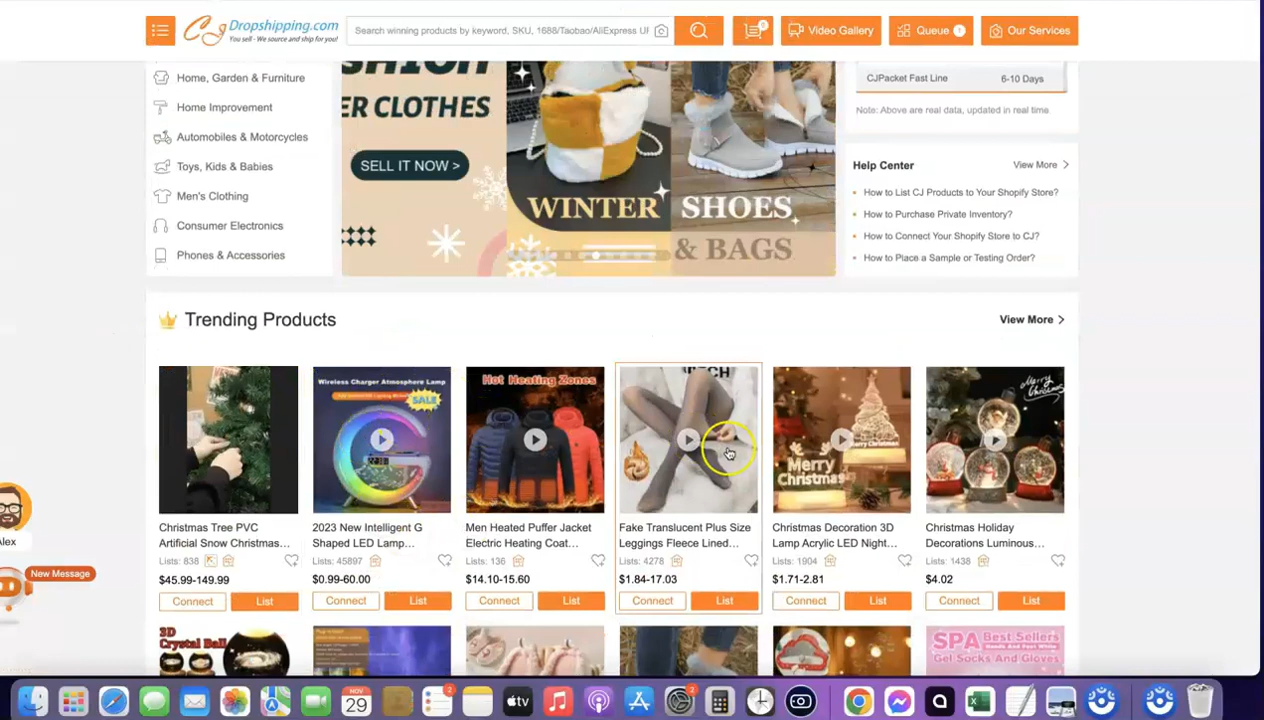 CJ Dropshipping.com
You sell - We source and ship for you!
Search winning products by keyword, SKU, 1688/Taobao/AliExpress UR
0
Video Gallery
Queue 1
Our Services
Home, Garden & Furniture
Home Improvement
Automobiles & Motorcycles
Toys, Kids & Babies
Men's Clothing
Consumer Electronics
Phones & Accessories
ER CLOTHES
SELL IT NOW >
WINTER SHOES
& BAGS
CJPacket Fast Line 6-10 Days
Note: Above are real data, updated in real time.
Help Center View More >
How to List CJ Products to Your Shopify Store?
How to Purchase Private Inventory?
How to Connect Your Shopify Store to CJ?
How to Place a Sample or Testing Order?
Trending Products
View More >
Wireless Charger Atmosphere Lamp
SALE
Hot Heating Zones
Merry Christmas
Merry Christmas
Christmas Tree PVC
Artificial Snow Christmas...
Lists: 838
$45.99-149.99
Connect List
2023 New Intelligent G
Shaped LED Lamp...
Lists: 45897
$0.99-60.00
Connect List
Men Heated Puffer Jacket
Electric Heating Coat...
Lists: 136
$14.10-15.60
Connect List
Fake Translucent Plus Size
Leggings Fleece Lined...
Lists: 4278
$1.84-17.03
Connect List
Christmas Decoration 3D
Lamp Acrylic LED Night...
Lists: 1904
$1.71-2.81
Connect List
Christmas Holiday
Decorations Luminous...
Lists: 1438
$4.02
Connect List
Alex
New Message
3D
Crystal Ball
SPA Best Sellers
Gel Socks And Gloves
NOV
29
2
tv
2